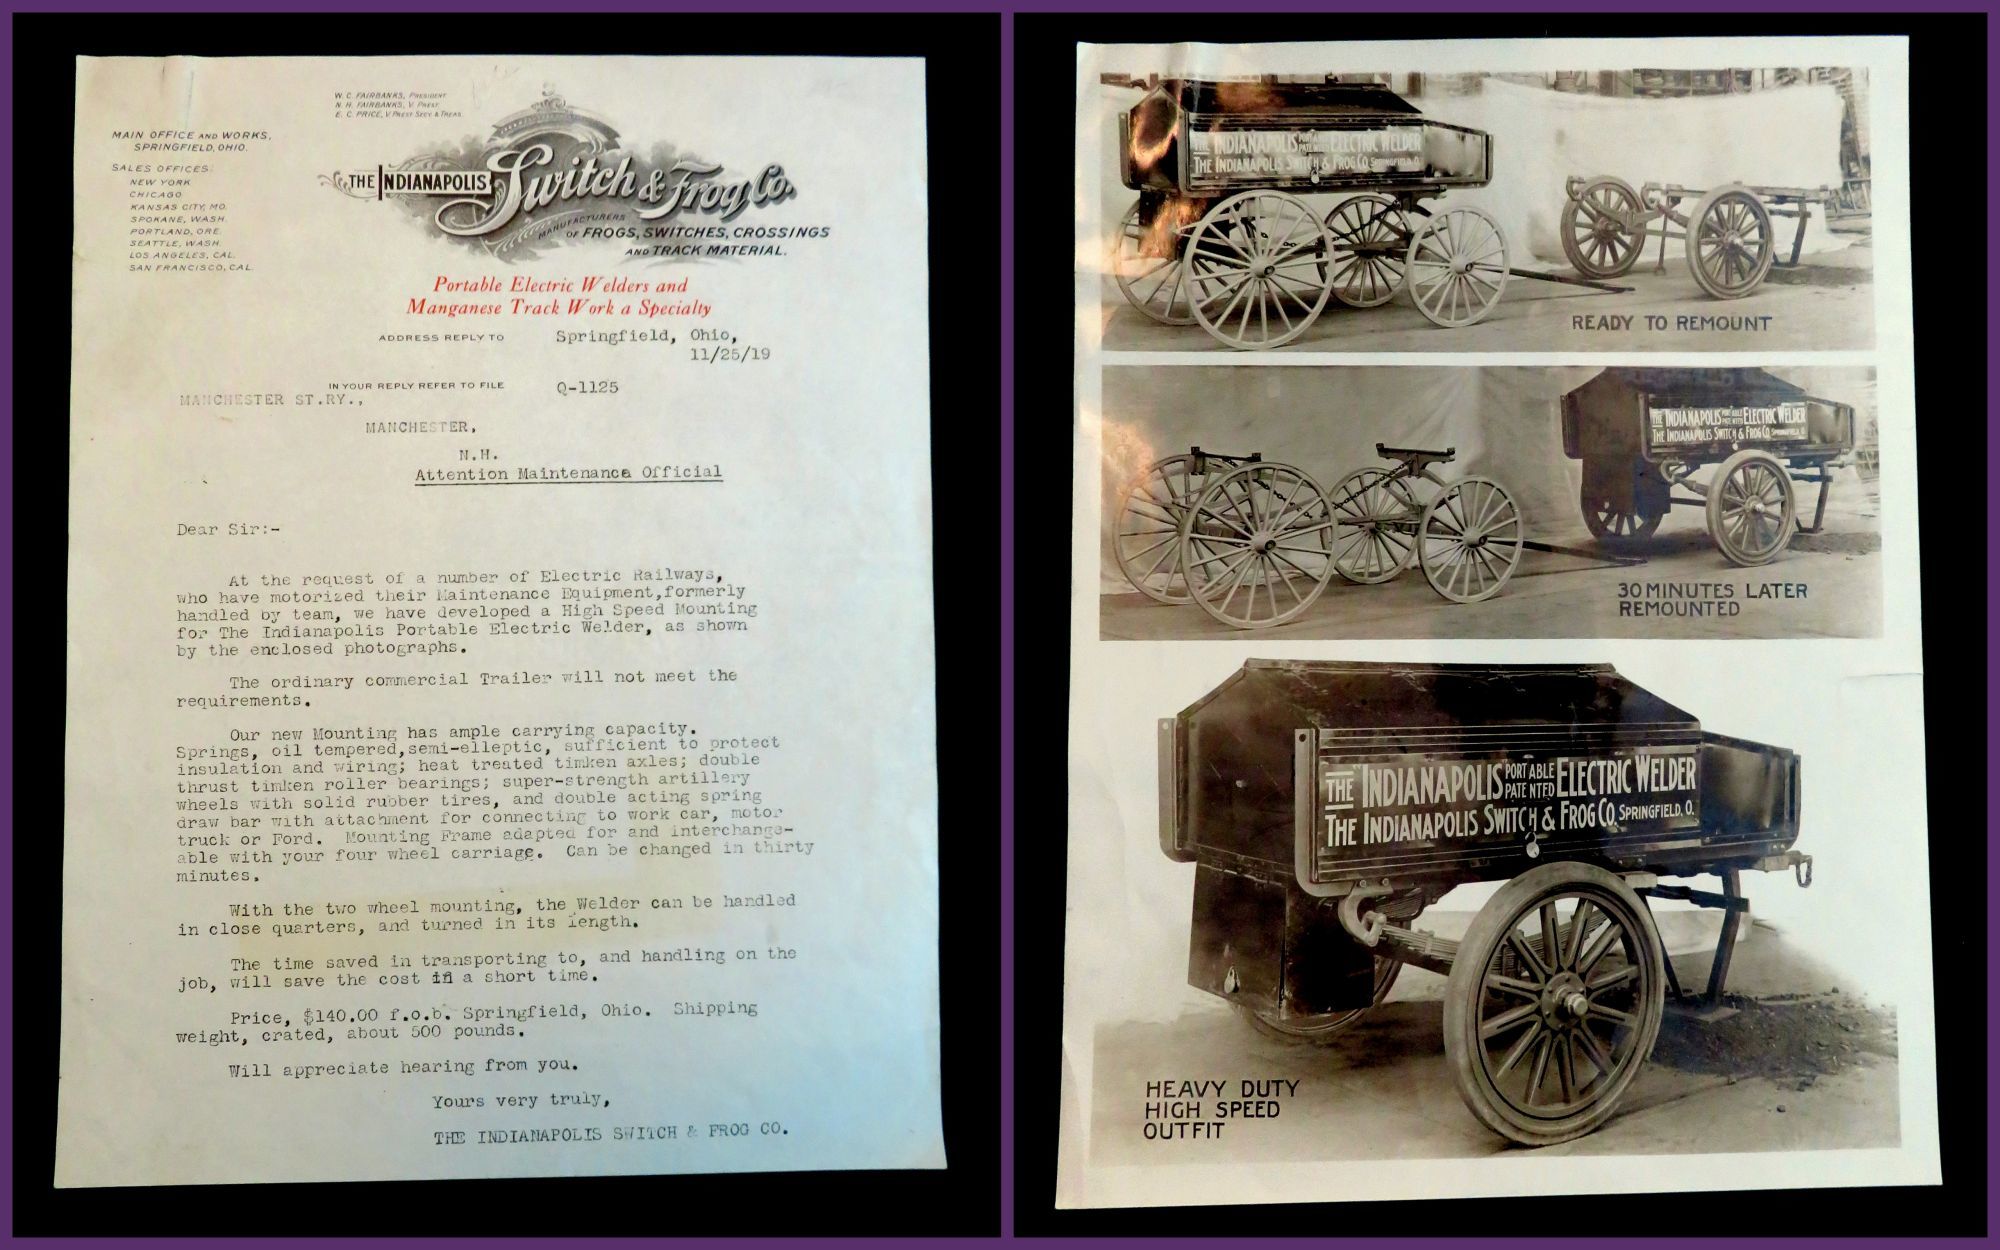 W. C. FAIRBANKS, PRESIDENT.
N. H. FAIRBANKS, V. PREST.
E. C. PRICE, V. PREST. SECY. & TREAS.
MAIN OFFICE AND WORKS,
SPRINGFIELD, OHIO.
SALES OFFICES:
NEW YORK
CHICAGO
KANSAS CITY, MO.
SPOKANE, WASH.
PORTLAND, ORE.
SEATTLE, WASH.
LOS ANGELES, CAL.
SAN FRANCISCO, CAL.
THE INDIANAPOLIS Switch & Frog Co.
MANUFACTURERS
OF FROGS, SWITCHES, CROSSINGS
AND TRACK MATERIAL.
Portable Electric Welders and
Manganese Track Work a Specialty
ADDRESS REPLY TO Springfield, Ohio,
11/25/19
IN YOUR REPLY REFER TO FILE Q-1125
MANCHESTER ST.RY.,
MANCHESTER,
N.H.
Attention Maintenance Official
Dear Sir:-
At the request of a number of Electric Railways,
who have motorized their Maintenance Equipment,formerly
handled by team, we have developed a High Speed Mounting
for The Indianapolis Portable Electric Welder, as shown
by the enclosed photographs.
The ordinary commercial Trailer will not meet the
requirements.
Our new Mounting has ample carrying capacity.
Springs, oil tempered,semi-elleptic, sufficient to protect
insulation and wiring; heat treated timken axles; double
thrust timken roller bearings; super-strength artillery
wheels with solid rubber tires, and double acting spring
draw bar with attachment for connecting to work car, motor
truck or Ford. Mounting Frame adapted for and interchange-
able with your four wheel carriage. Can be changed in thirty
minutes.
With the two wheel mounting, the Welder can be handled
in close quarters, and turned in its length.
The time saved in transporting to, and handling on the
job, will save the cost in a short time.
Price, $140.00 f.o.b. Springfield, Ohio. Shipping
weight, crated, about 500 pounds.
Will appreciate hearing from you.
Yours very truly,
THE INDIANAPOLIS SWITCH & FROG CO.
THE INDIANAPOLIS PORTABLE PATENTED ELECTRIC WELDER
THE INDIANAPOLIS SWITCH & FROG CO. SPRINGFIELD, O.
READY TO REMOUNT
THE INDIANAPOLIS PORTABLE PATENTED ELECTRIC WELDER
THE INDIANAPOLIS SWITCH & FROG CO. SPRINGFIELD, O.
30 MINUTES LATER
REMOUNTED
THE "INDIANAPOLIS" PORTABLE PATENTED ELECTRIC WELDER
THE INDIANAPOLIS SWITCH & FROG CO. SPRINGFIELD, O.
HEAVY DUTY
HIGH SPEED
OUTFIT